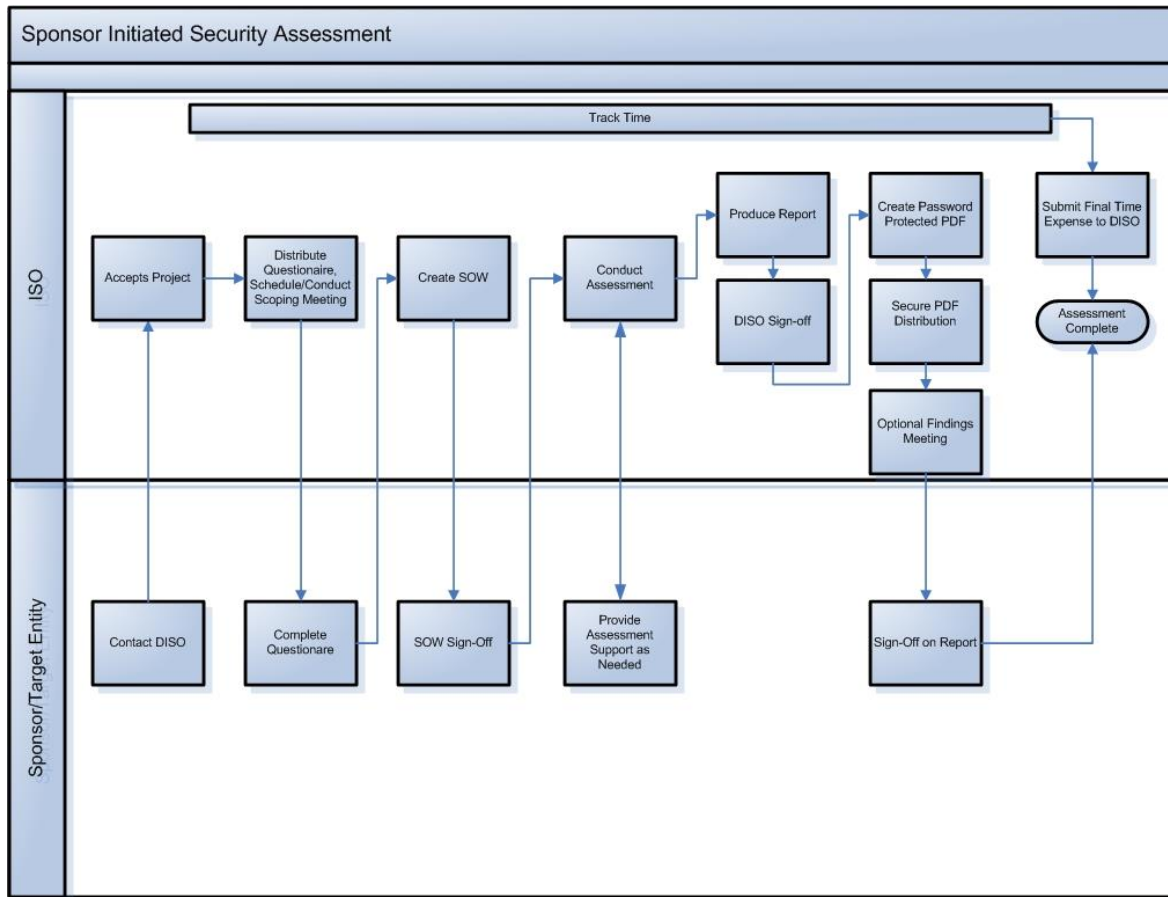 Sponsor Initiated Security Assessment
ISO
Track Time
Accepts Project
Distribute
Questionaire,
Schedule/Conduct
Scoping Meeting
Create SOW
Conduct
Assessment
Produce Report
DISO Sign-off
Create Password
Protected PDF
Secure PDF
Distribution
Optional Findings
Meeting
Submit Final Time
Expense to DISO
Assessment
Complete
Sponsor/Target Entity
Contact DISO
Complete
Questionare
SOW Sign-Off
Provide
Assessment
Support as
Needed
Sign-Off on Report